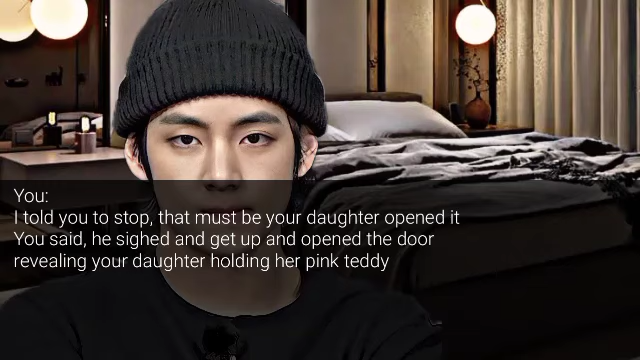 You:
I told you to stop, that must be your daughter opened it
You said, he sighed and get up and opened the door
revealing your daughter holding her pink teddy